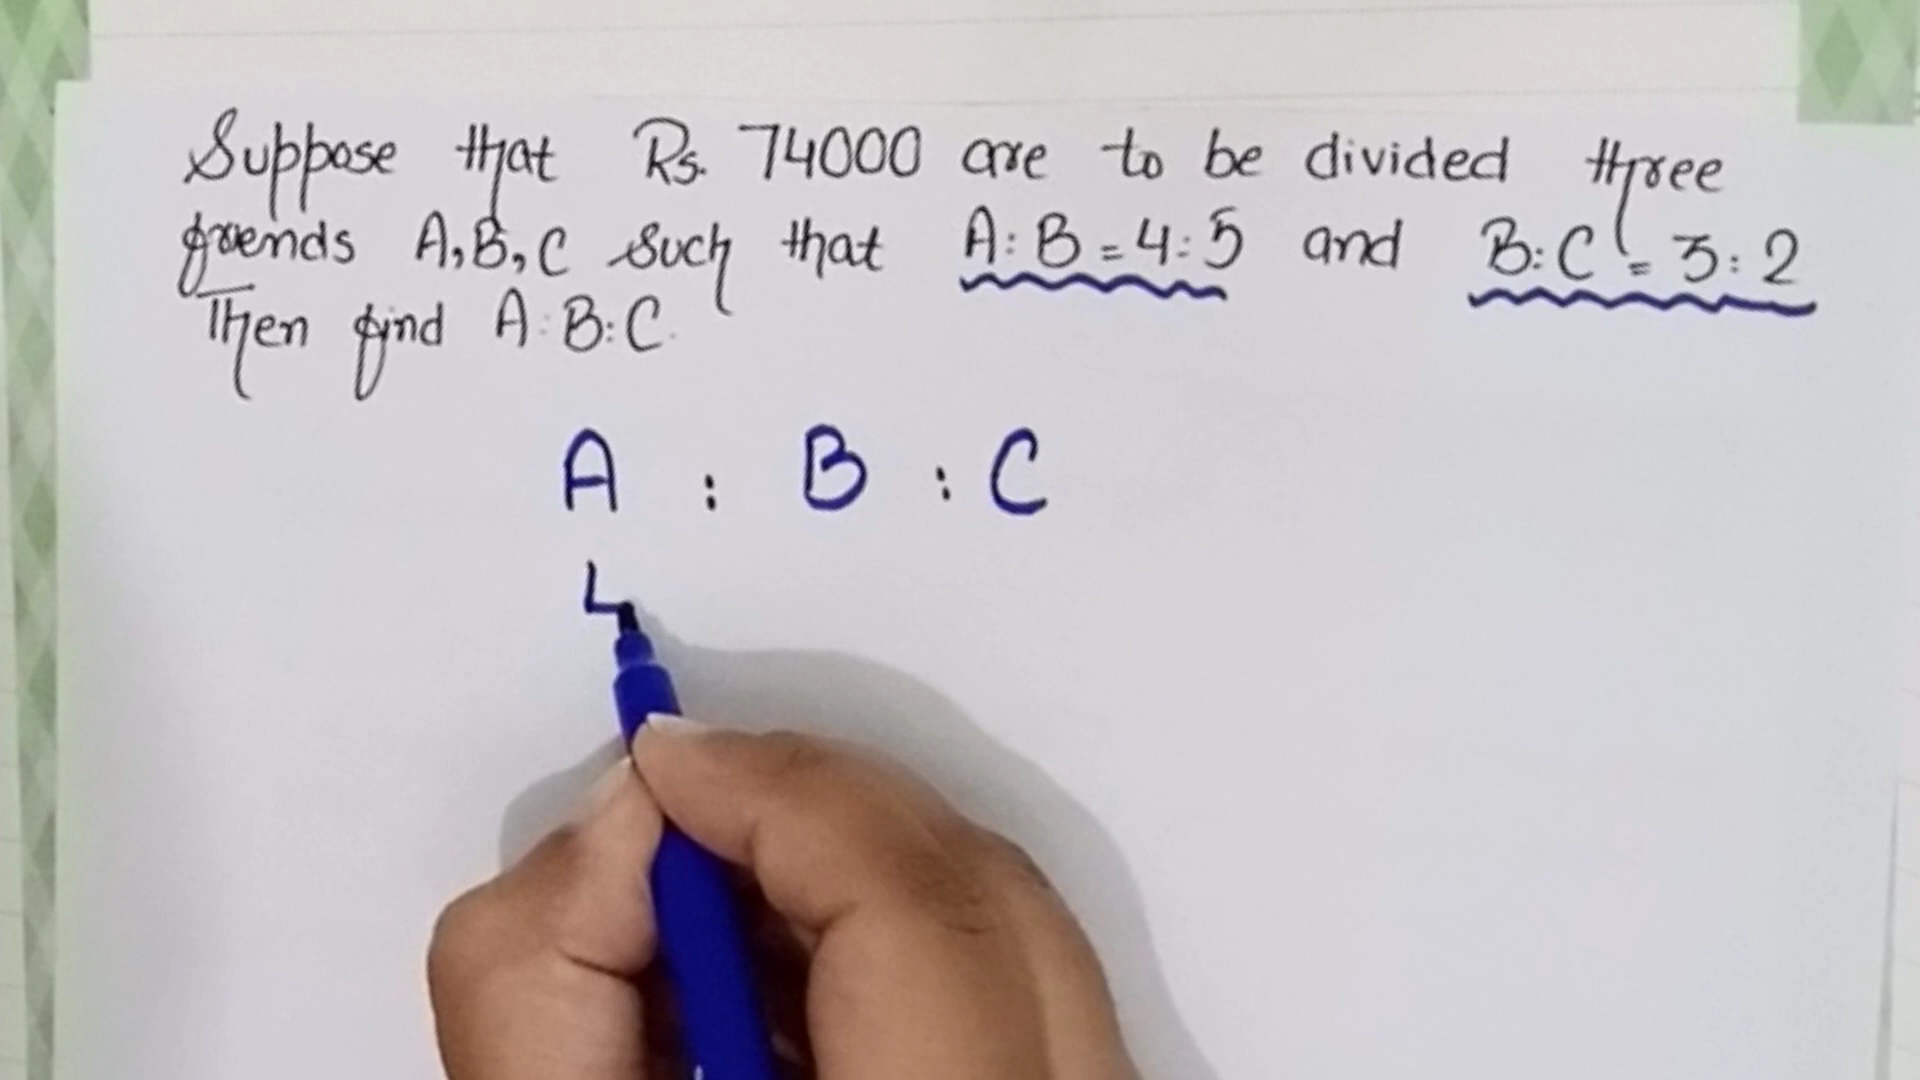 Suppose that Rs. 74000 are to be divided three
friends A, B, C such that A : B = 4 : 5 and B : C = 3 : 2
Then find A : B : C.
A : B : C
4